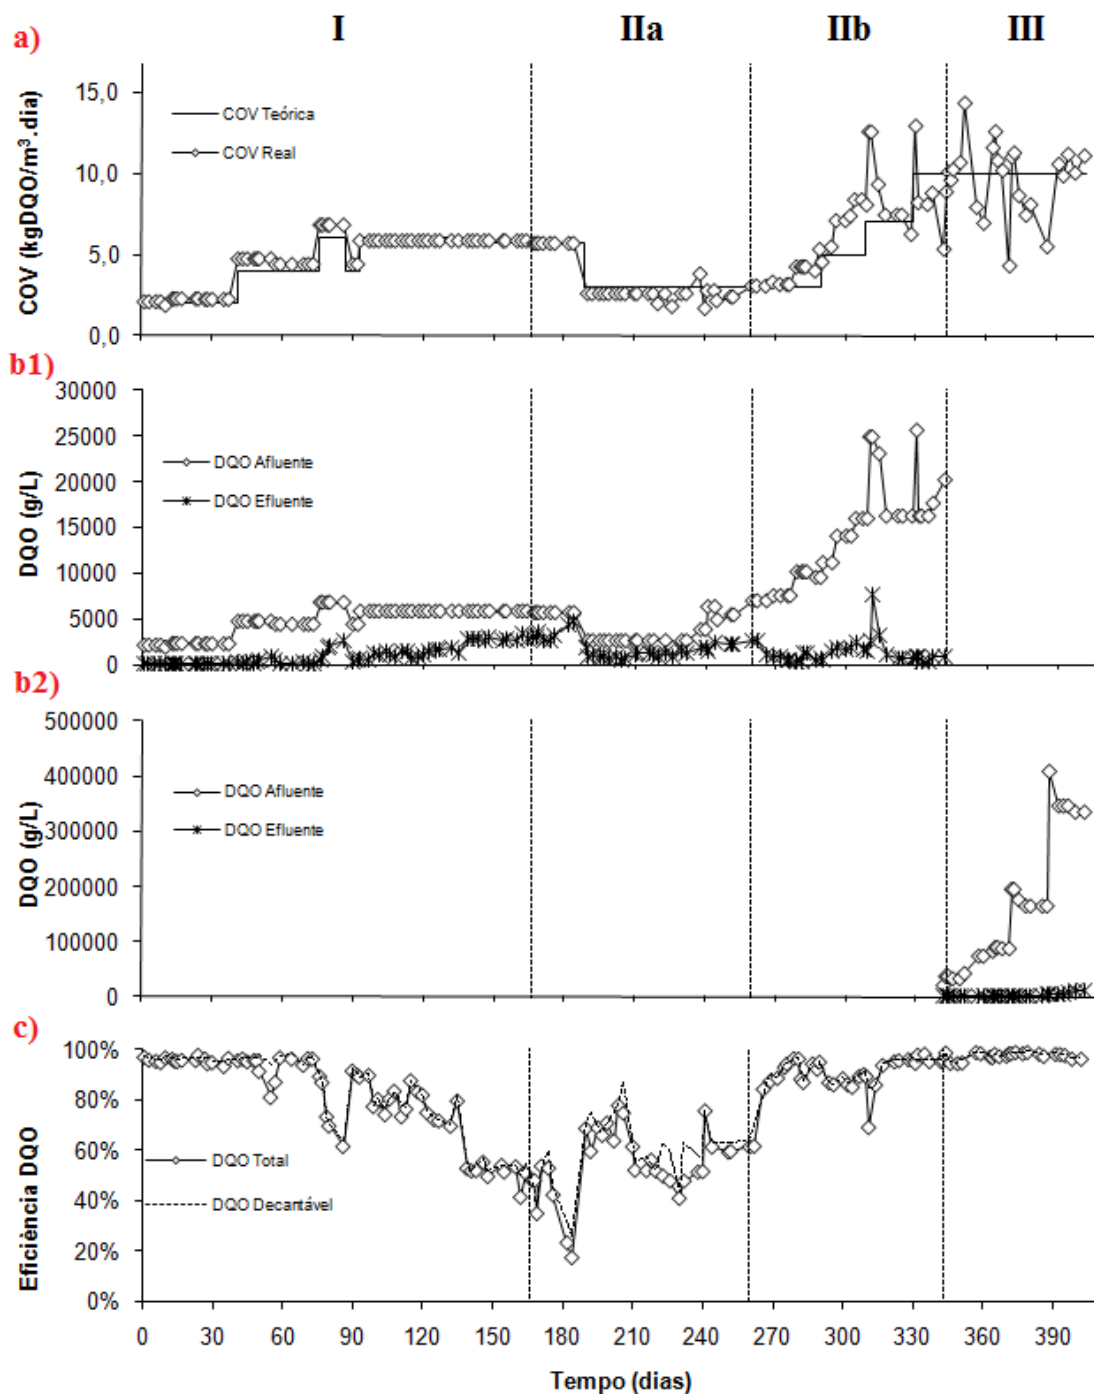 I IIa IIb III
a)
COV (kgDQO/m³.dia)
15,0
10,0
5,0
0,0
COV Teórica
COV Real
b1)
DQO (g/L)
30000
25000
20000
15000
10000
5000
0
DQO Afluente
DQO Efluente
b2)
DQO (g/L)
500000
400000
300000
200000
100000
0
DQO Afluente
DQO Efluente
c)
Eficiência DQO
100%
80%
60%
40%
20%
0%
DQO Total
DQO Decantável
0 30 60 90 120 150 180 210 240 270 300 330 360 390
Tempo (dias)